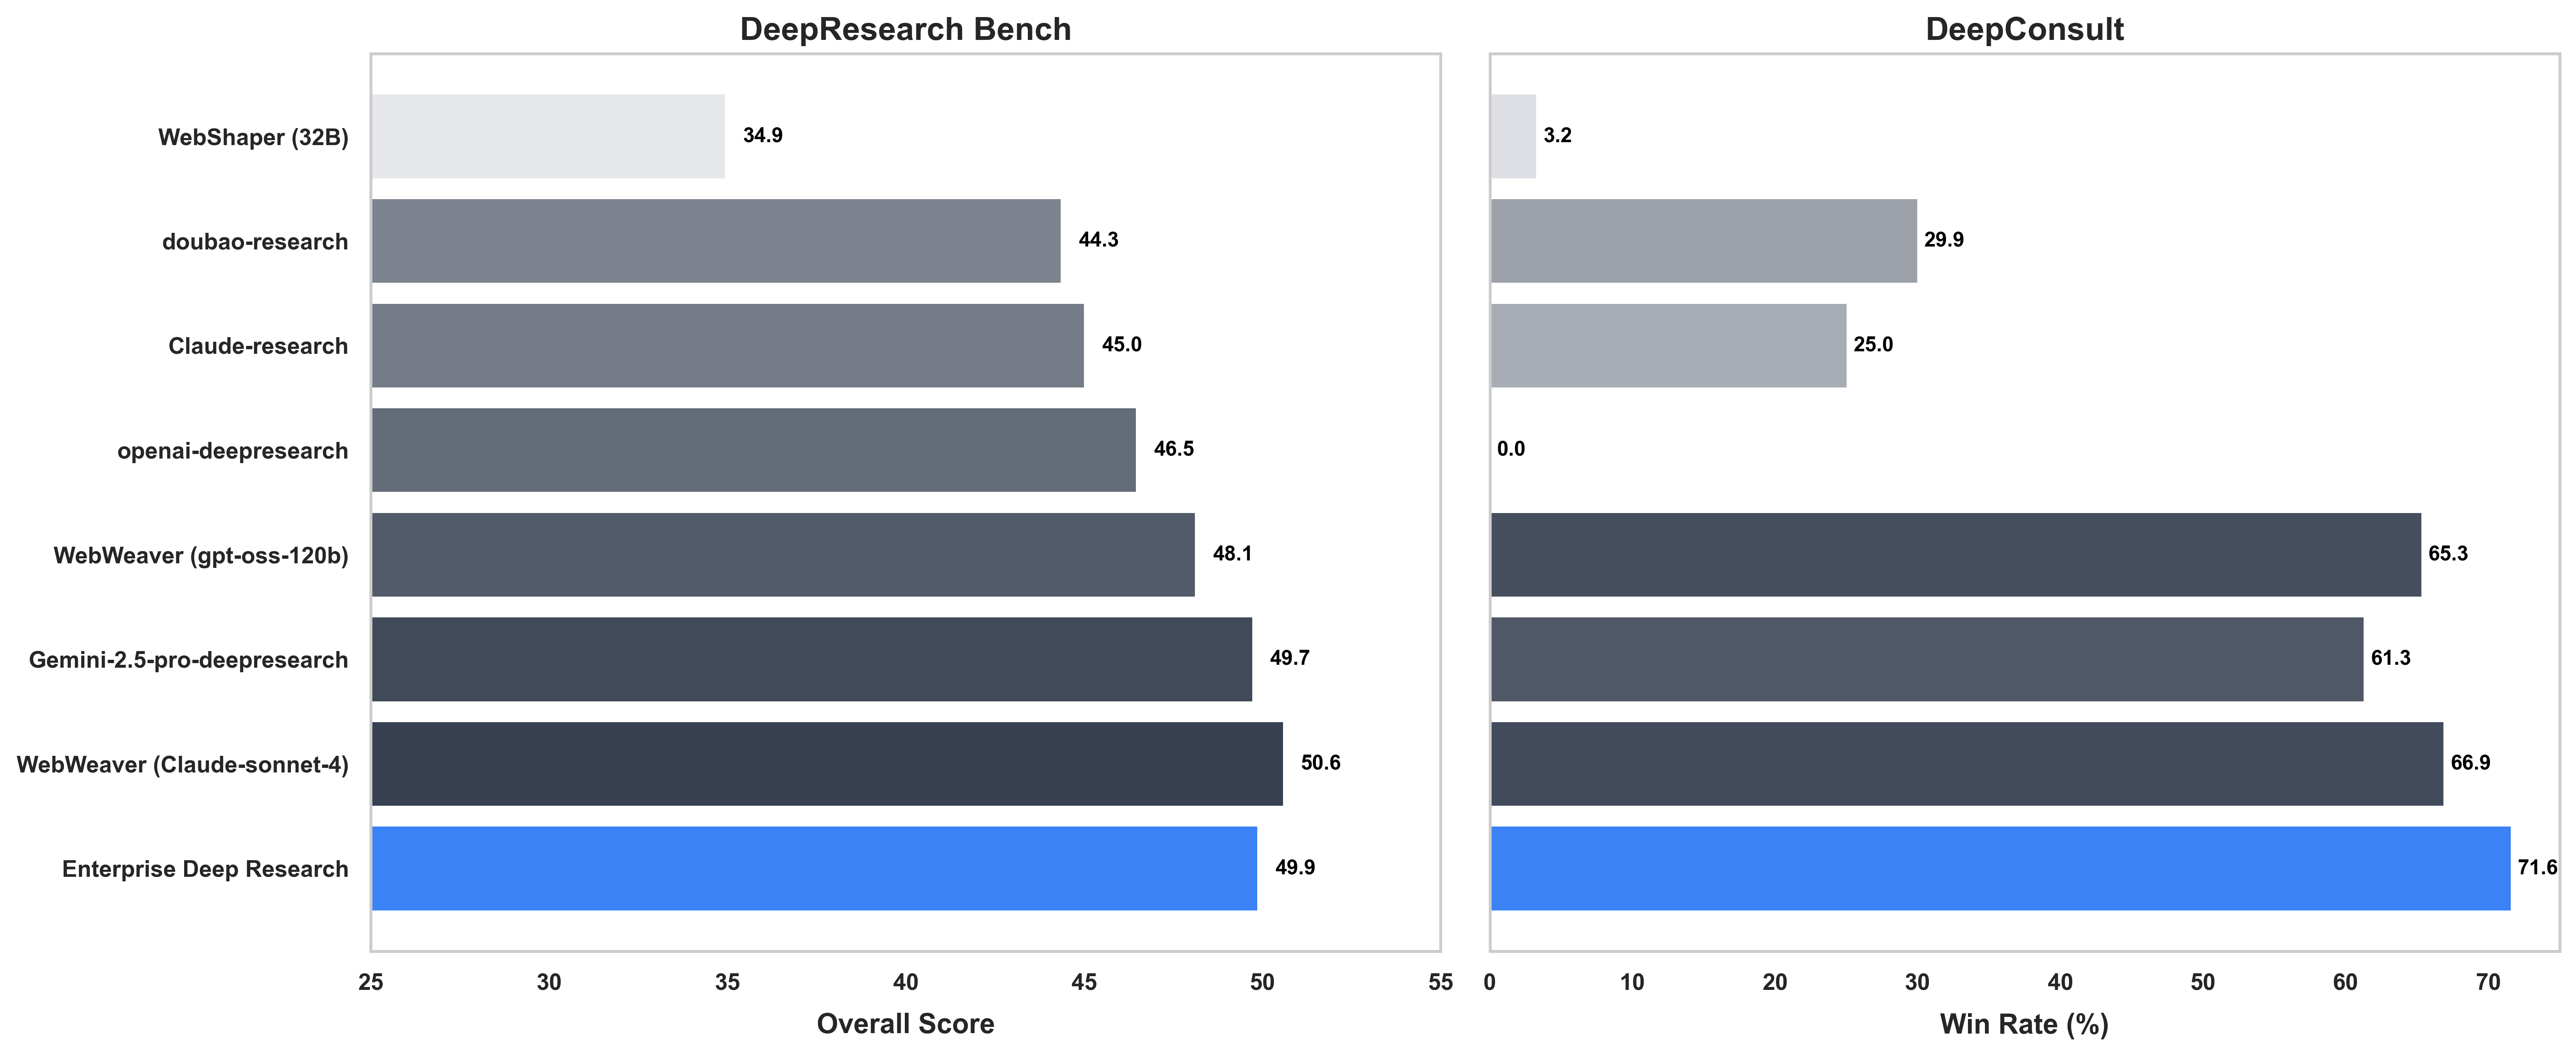 DeepResearch Bench
WebShaper (32B)
34.9
doubao-research
44.3
Claude-research
45.0
openai-deepresearch
46.5
WebWeaver (gpt-oss-120b)
48.1
Gemini-2.5-pro-deepresearch
49.7
WebWeaver (Claude-sonnet-4)
50.6
Enterprise Deep Research
49.9
25 30 35 40 45 50 55
Overall Score
DeepConsult
3.2
29.9
25.0
0.0
65.3
61.3
66.9
71.6
0 10 20 30 40 50 60 70
Win Rate (%)